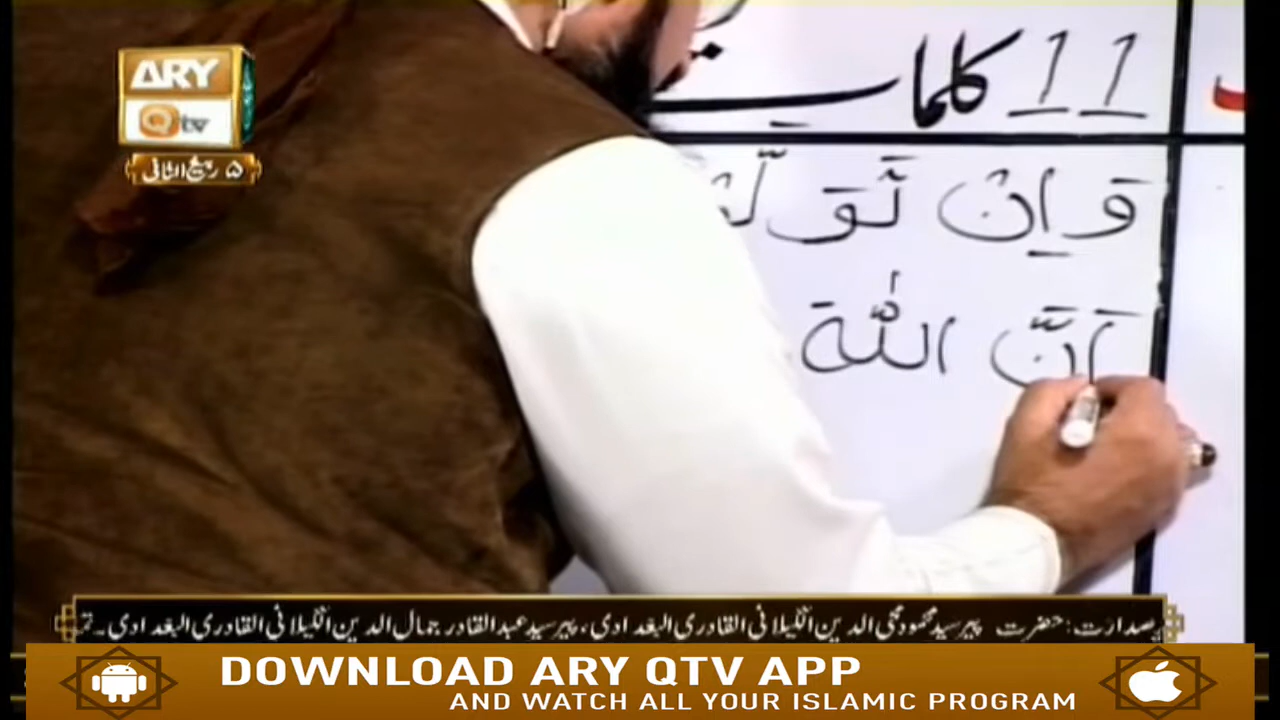 ARY
Qtv
۵ ربیع الثانی
11 کلمات
وَ اِنْ تَوَلَّوْ
اَنَّ اللّٰهَ
صدارت: حضرت پیر سید محمود محی الدین الگیلانی القادری البغدادی، پیر سید عبدالقادر جمال الدین الگیلانی القادری البغدادی۔
DOWNLOAD ARY QTV APP
AND WATCH ALL YOUR ISLAMIC PROGRAM